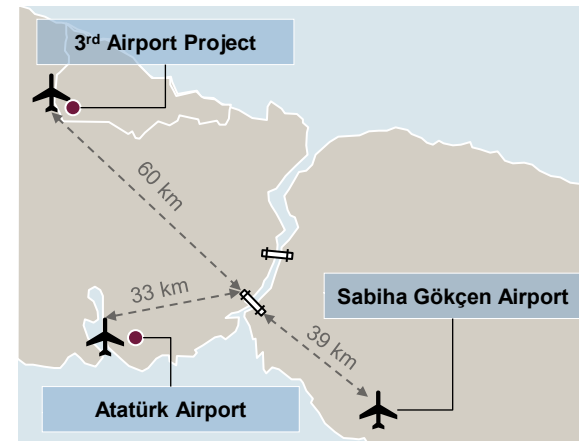 3rd Airport Project
60 km
33 km
Sabiha Gökçen Airport
39 km
Atatürk Airport